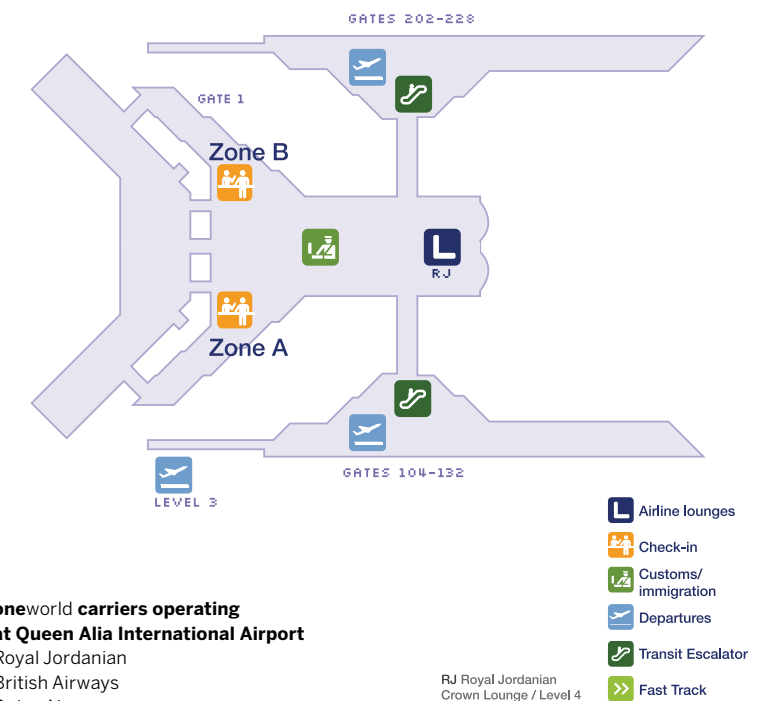 GATES 202-228
GATE 1
Zone B
RJ
Zone A
GATES 104-132
LEVEL 3
Airline lounges
Check-in
Customs/
immigration
Departures
Transit Escalator
Fast Track
oneworld carriers operating
at Queen Alia International Airport
Royal Jordanian
British Airways
RJ Royal Jordanian
Crown Lounge / Level 4